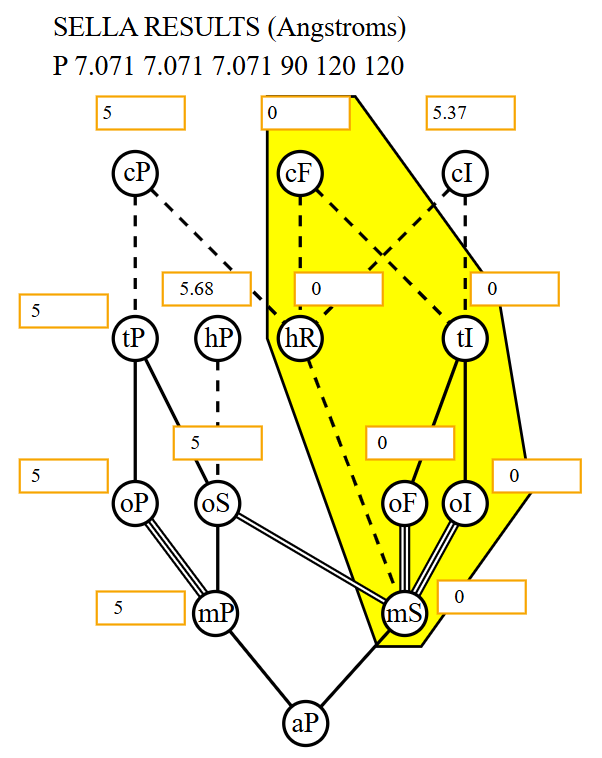 SELLA RESULTS (Angstroms)
P 7.071 7.071 7.071 90 120 120
5 0 5.37
cP cF cI
5 5.68 0 0
tP hP hR tI
5 5 0 0
oP oS oF oI
5 0
mP mS
aP